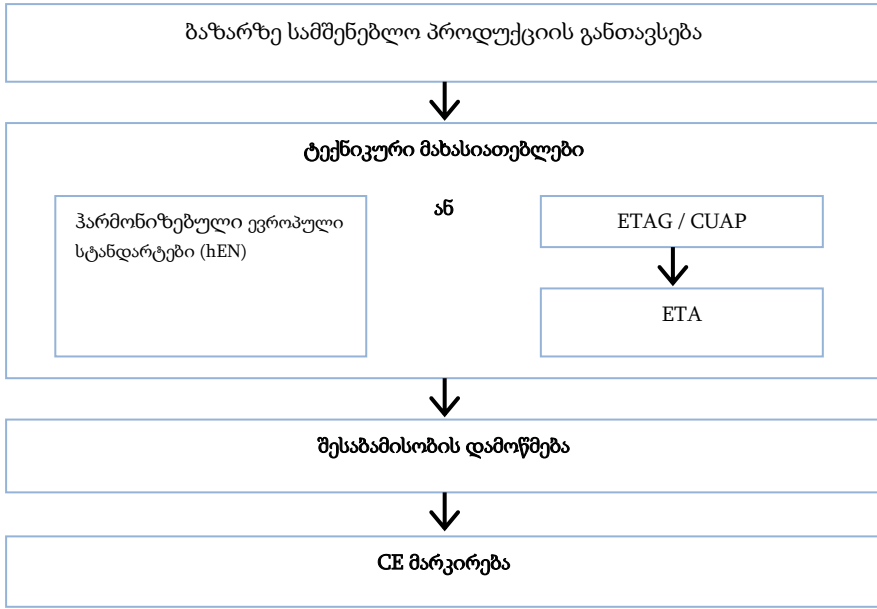 ბაზარზე სამშენებლო პროდუქციის განთავსება
ტექნიკური მახასიათებლები
ჰარმონიზებული ევროპული
სტანდარტები (hEN)
ან
ETAG / CUAP
ETA
შესაბამისობის დამოწმება
CE მარკირება